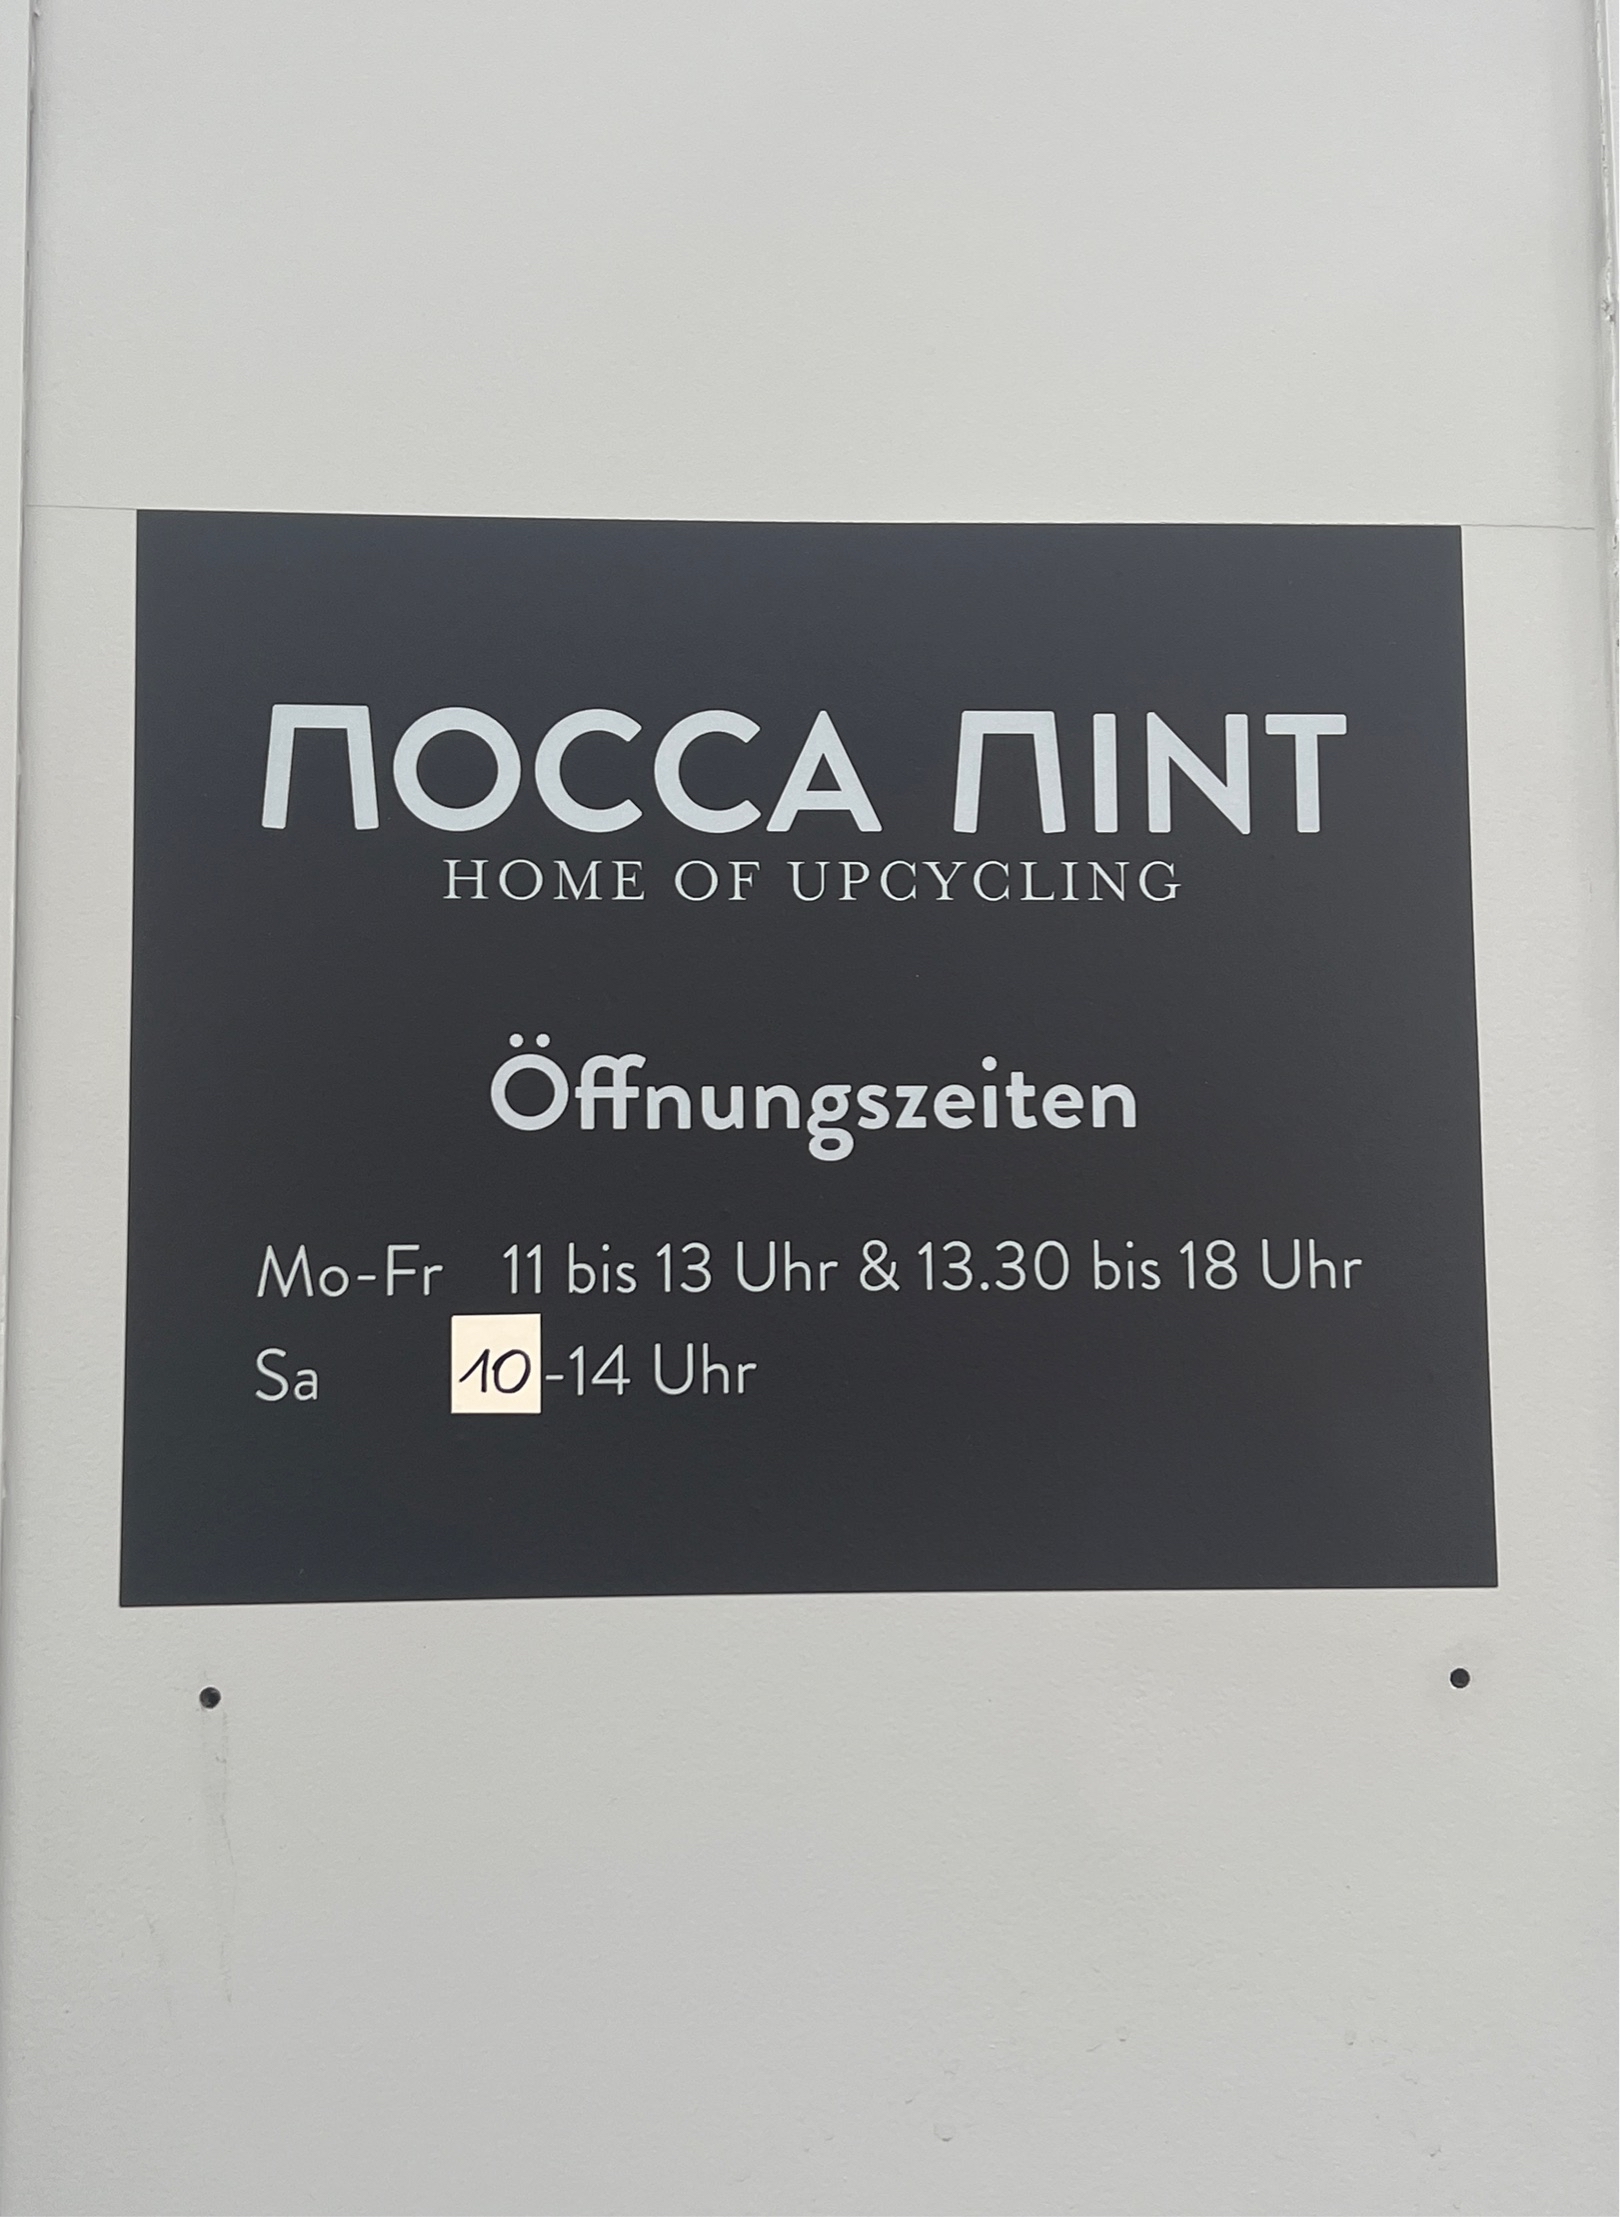 MOCCA MINT
HOME OF UPCYCLING
Öffnungszeiten
Mo-Fr 11 bis 13 Uhr & 13.30 bis 18 Uhr
Sa 10-14 Uhr